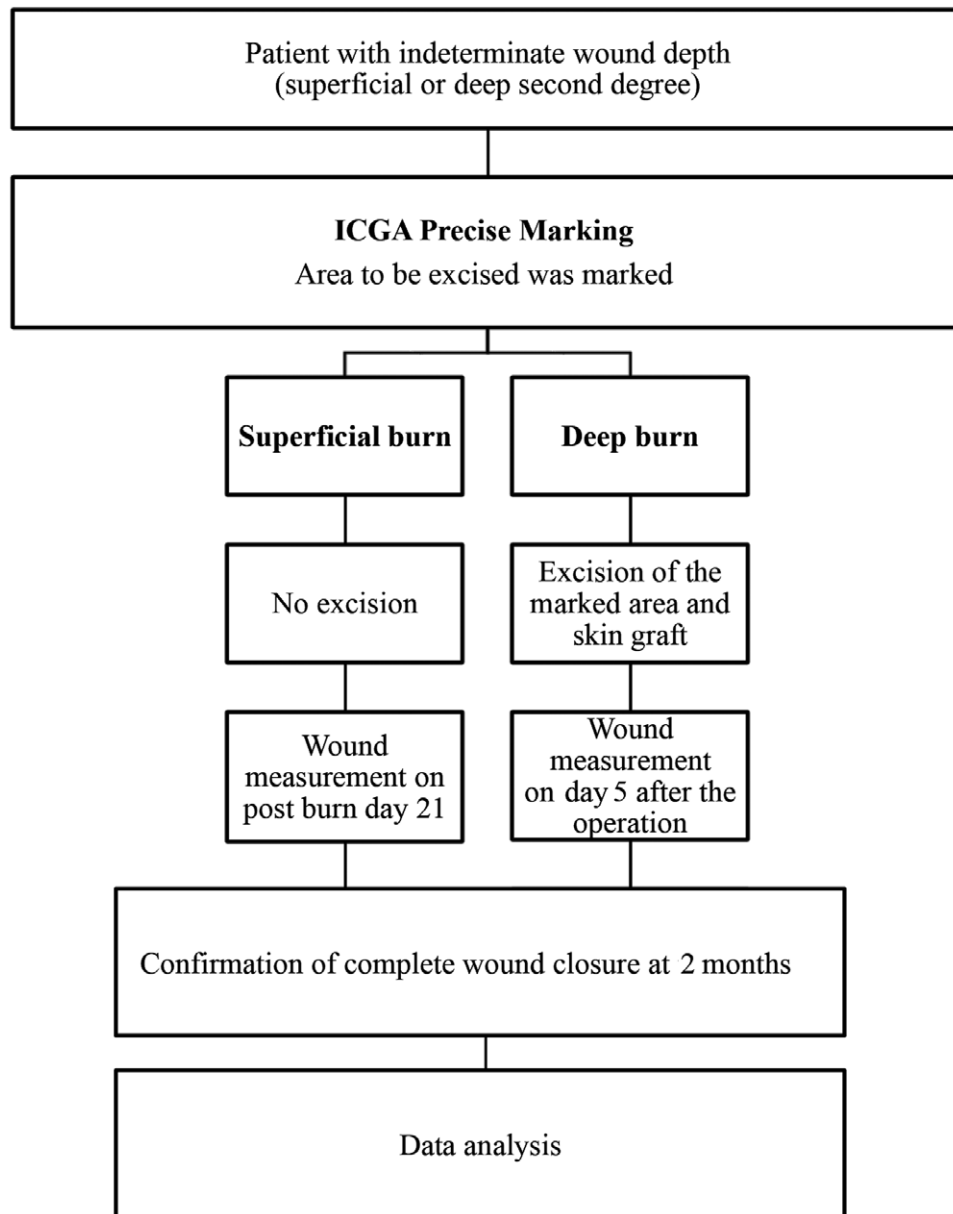 Patient with indeterminate wound depth
(superficial or deep second degree)
ICGA Precise Marking
Area to be excised was marked
Superficial burn
Deep burn
No excision
Excision of the
marked area and
skin graft
Wound
measurement on
post burn day 21
Wound
measurement
on day 5 after the
operation
Confirmation of complete wound closure at 2 months
Data analysis